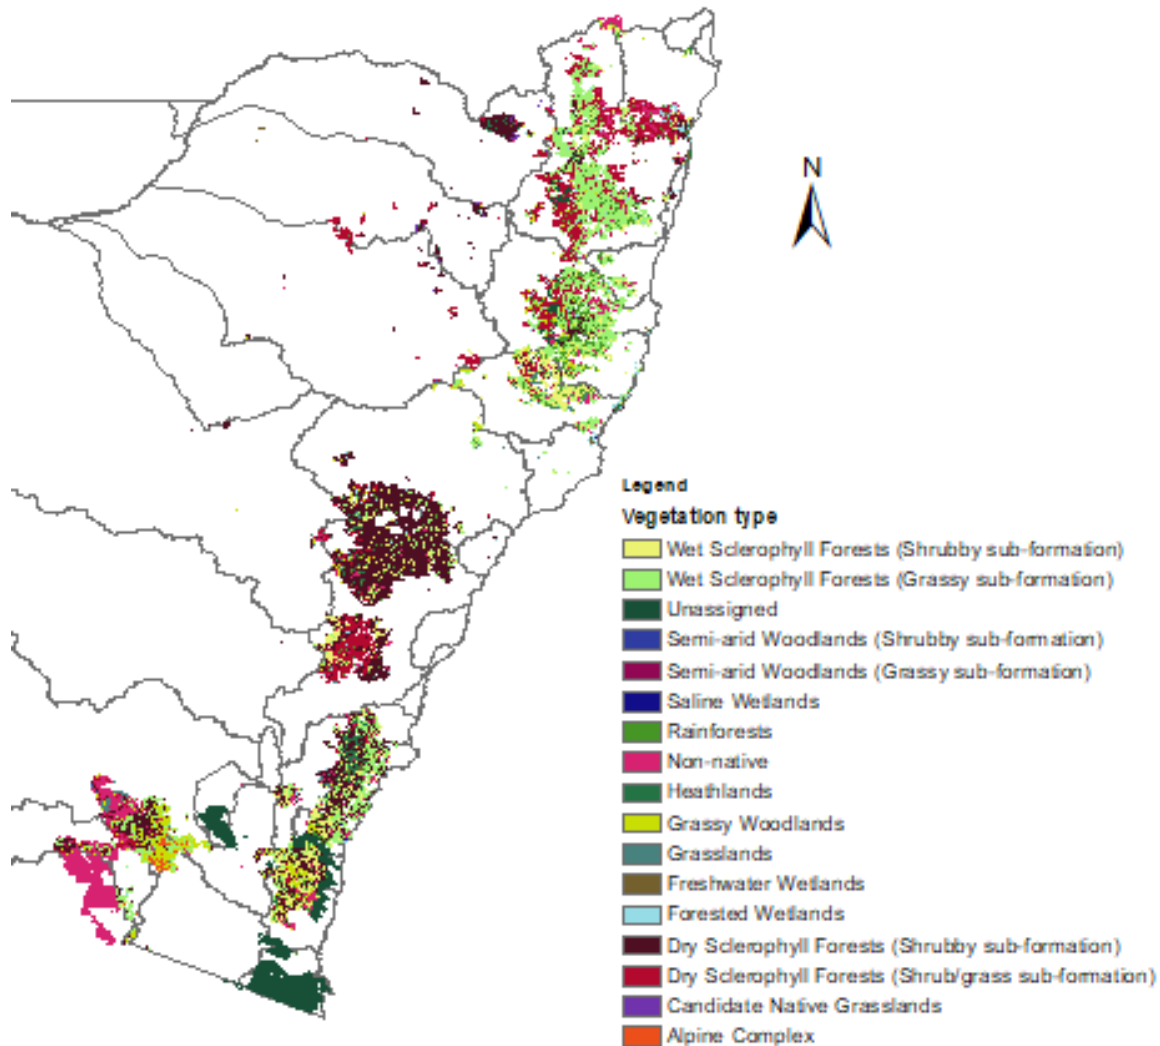 N
Legend
Vegetation type
Wet Sclerophyll Forests (Shrubby sub-formation)
Wet Sclerophyll Forests (Grassy sub-formation)
Unassigned
Semi-arid Woodlands (Shrubby sub-formation)
Semi-arid Woodlands (Grassy sub-formation)
Saline Wetlands
Rainforests
Non-native
Heathlands
Grassy Woodlands
Grasslands
Freshwater Wetlands
Forested Wetlands
Dry Sclerophyll Forests (Shrubby sub-formation)
Dry Sclerophyll Forests (Shrub/grass sub-formation)
Candidate Native Grasslands
Alpine Complex